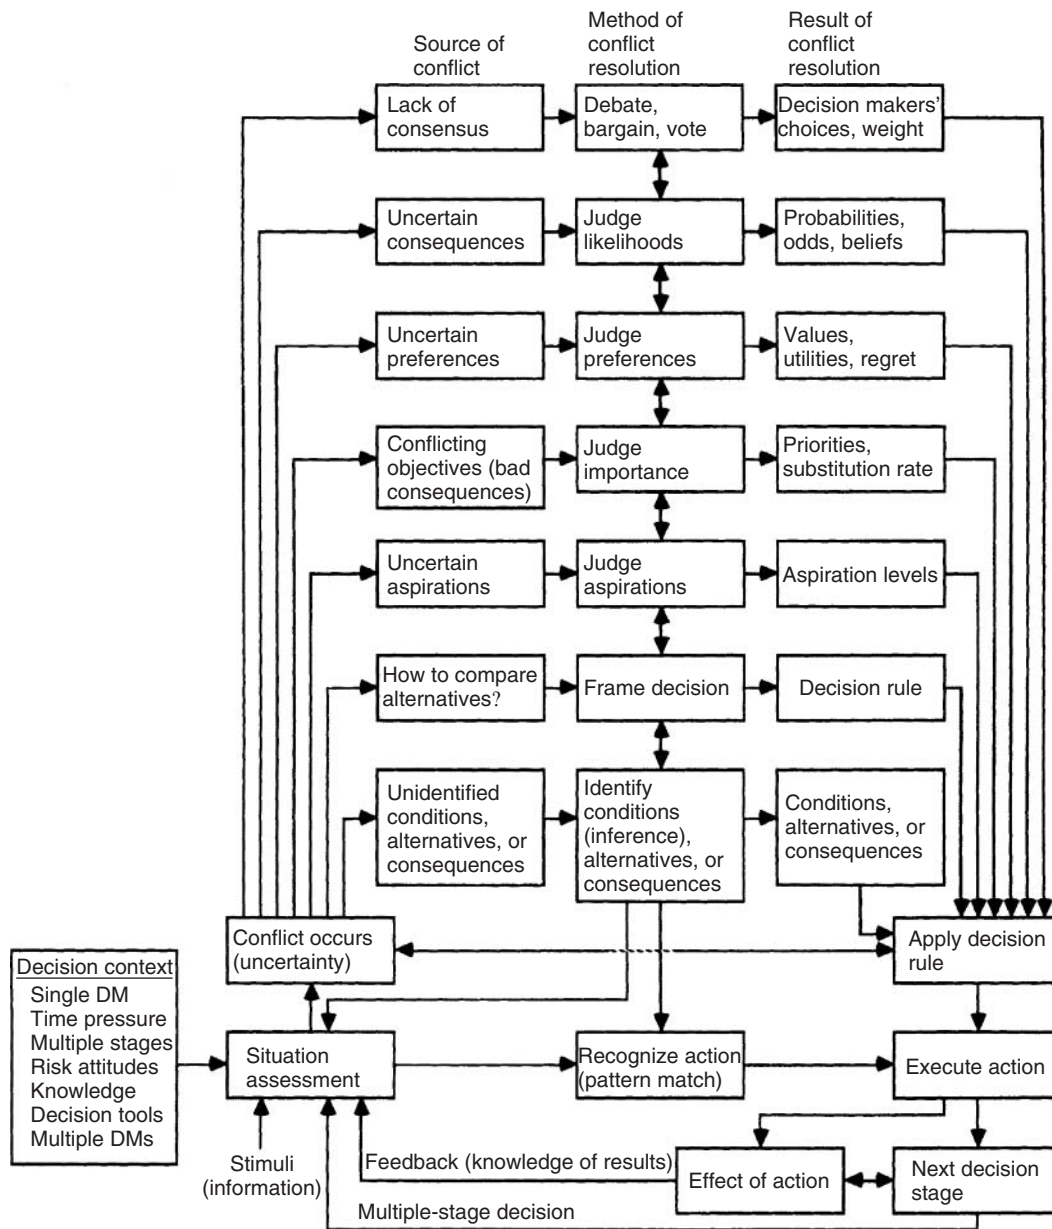 Source of
conflict
Method of
conflict
resolution
Result of
conflict
resolution
Lack of
consensus
Debate,
bargain, vote
Decision makers'
choices, weight
Uncertain
consequences
Judge
likelihoods
Probabilities,
odds, beliefs
Uncertain
preferences
Judge
preferences
Values,
utilities, regret
Conflicting
objectives (bad
consequences)
Judge
importance
Priorities,
substitution rate
Uncertain
aspirations
Judge
aspirations
Aspiration levels
How to compare
alternatives?
Frame decision
Decision rule
Unidentified
conditions,
alternatives, or
consequences
Identify
conditions
(inference),
alternatives, or
consequences
Conditions,
alternatives, or
consequences
Conflict occurs
(uncertainty)
Apply decision
rule
Decision context
Single DM
Time pressure
Multiple stages
Risk attitudes
Knowledge
Decision tools
Multiple DMs
Situation
assessment
Recognize action
(pattern match)
Execute action
Stimuli
(information)
Feedback (knowledge of results)
Effect of action
Next decision
stage
Multiple-stage decision